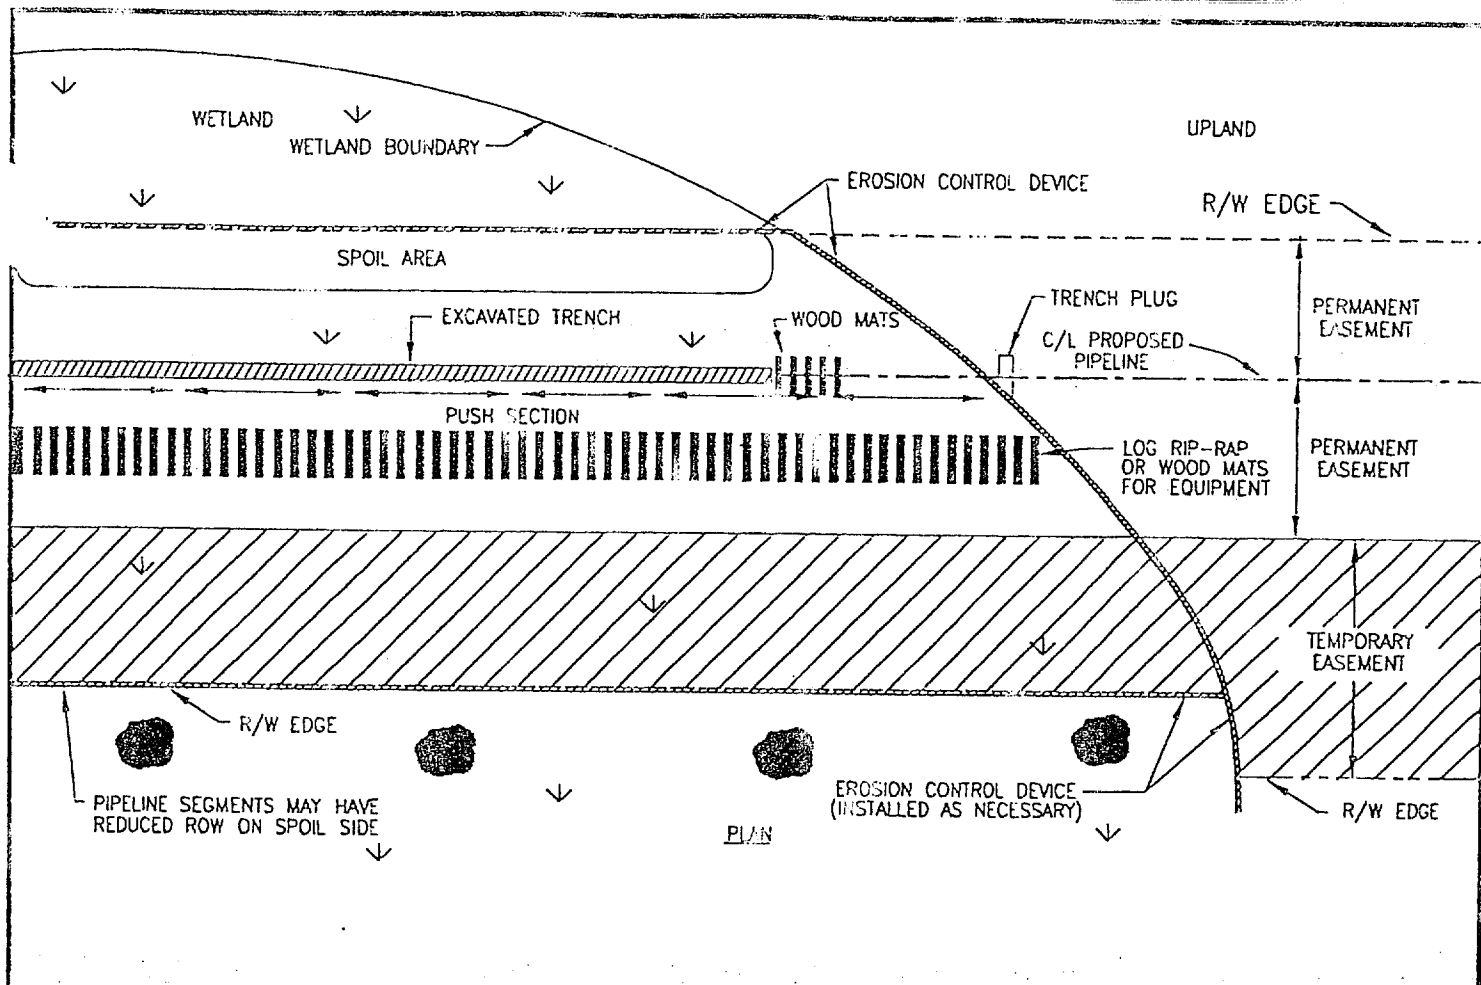 WETLAND
WETLAND BOUNDARY
UPLAND
EROSION CONTROL DEVICE
R/W EDGE
SPOIL AREA
EXCAVATED TRENCH
WOOD MATS
TRENCH PLUG
C/L PROPOSED
PIPELINE
PERMANENT
EASEMENT
PUSH SECTION
LOG RIP-RAP
OR WOOD MATS
FOR EQUIPMENT
PERMANENT
EASEMENT
TEMPORARY
EASEMENT
R/W EDGE
PIPELINE SEGMENTS MAY HAVE
REDUCED ROW ON SPOIL SIDE
EROSION CONTROL DEVICE
(INSTALLED AS NECESSARY)
R/W EDGE
PLAN